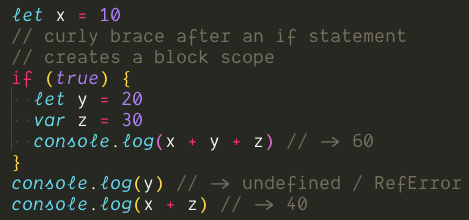 let x = 10
// curly brace after an if statement
// creates a block scope
if (true) {
  let y = 20
  var z = 30
  console.log(x + y + z) // -> 60
}
console.log(y) // -> undefined / RefError
console.log(x + z) // -> 40